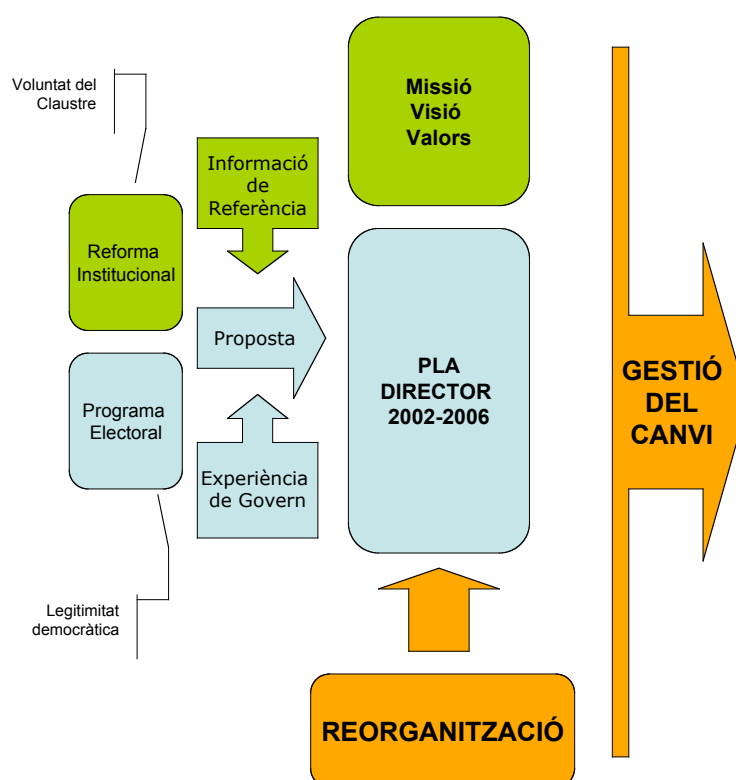 Voluntat del
Claustre
Missió
Visió
Valors
Informació
de
Referència
Reforma
Institucional
Proposta
PLA
DIRECTOR
2002-2006
GESTIÓ
DEL
CANVI
Programa
Electoral
Experiència
de Govern
Legitimitat
democràtica
REORGANITZACIÓ